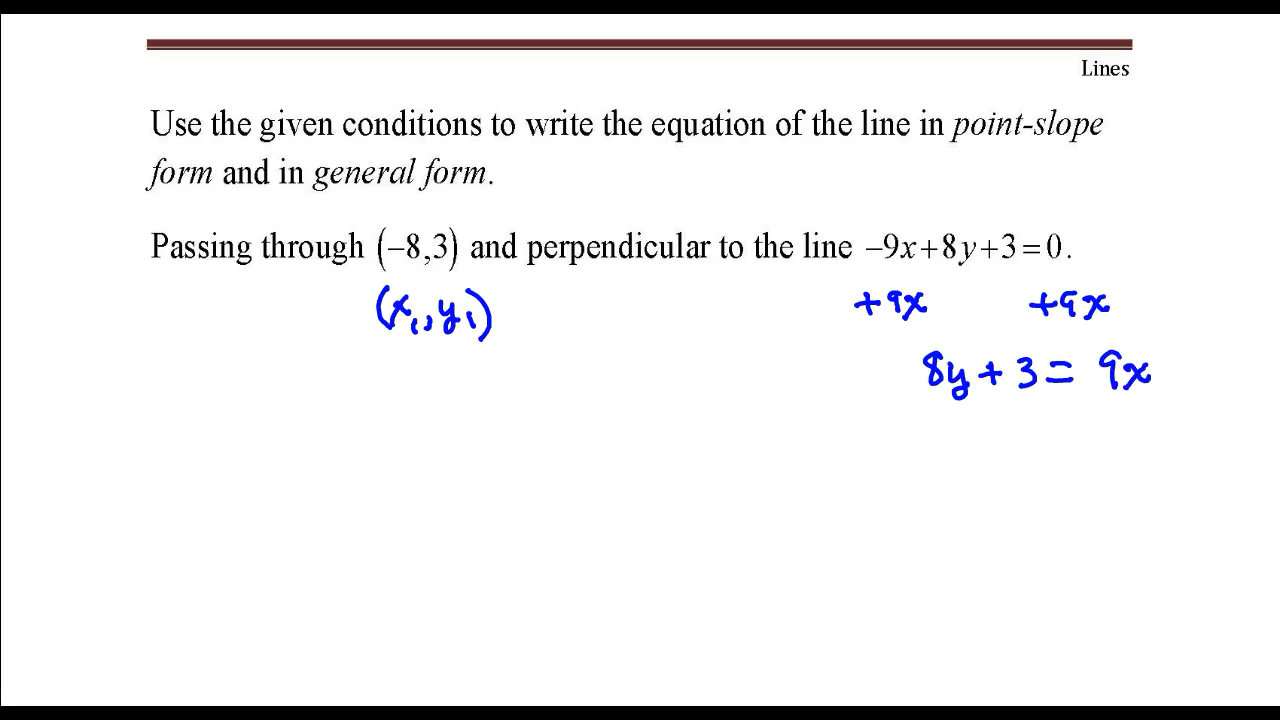 Lines
Use the given conditions to write the equation of the line in point-slope
form and in general form.
Passing through (−8,3) and perpendicular to the line −9x+8y+3=0.
(x₁,y₁) +9x +9x
8y+3= 9x